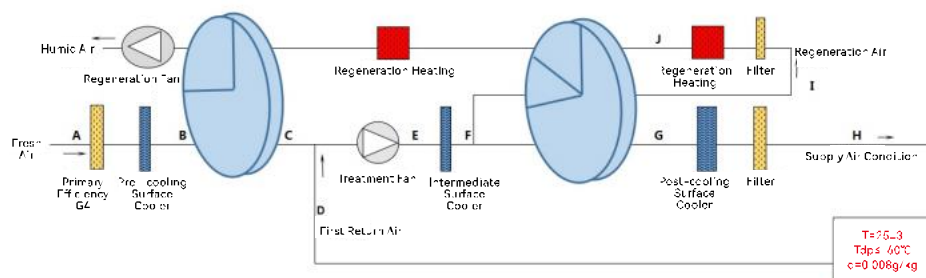 J
Humid Air
Regeneration Air
Regeneration Fan
Regeneration Heating
Regeneration
Heating
Filter
I
A
B
C
E
F
G
H
Fresh
Air
Supply Air Condition
Primary
Efficiency
G4
Pre-cooling
Surface
Cooler
Treatment Fan
Intermediate
Surface
Cooler
Post-cooling
Surface
Cooler
Filter
D
First Return Air